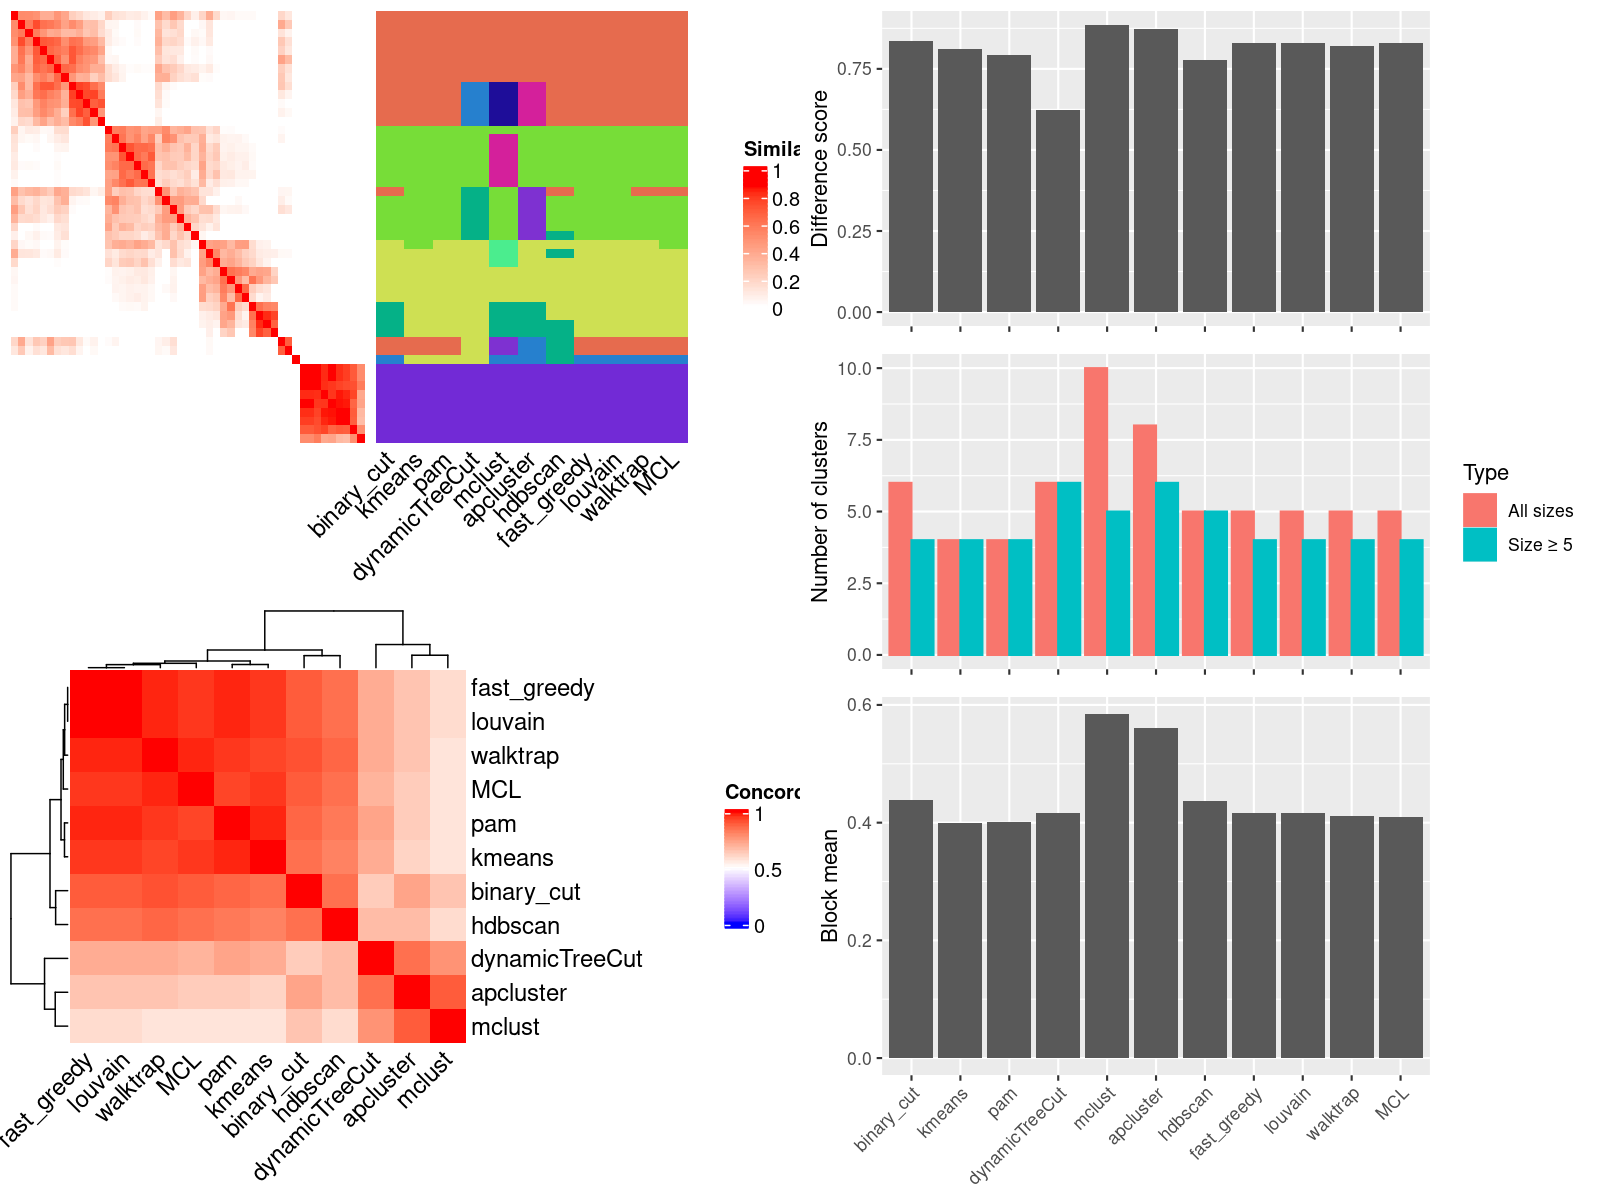 Simila
1
0.8
0.6
0.4
0.2
0
binary_cut
kmeans
pam
dynamicTreeCut
mclust
apcluster
hdbscan
fast_greedy
louvain
walktrap
MCL
fast_greedy
louvain
walktrap
MCL
pam
kmeans
binary_cut
hdbscan
dynamicTreeCut
apcluster
mclust
Concord
1
0.5
0
fast_greedy
louvain
walktrap
MCL
pam
kmeans
binary_cut
hdbscan
dynamicTreeCut
apcluster
mclust
Difference score
0.75
0.50
0.25
0.00
Number of clusters
10.0
7.5
5.0
2.5
0.0
Type
All sizes
Size ≥ 5
Block mean
0.6
0.4
0.2
0.0
binary_cut
kmeans
pam
dynamicTreeCut
mclust
apcluster
hdbscan
fast_greedy
louvain
walktrap
MCL